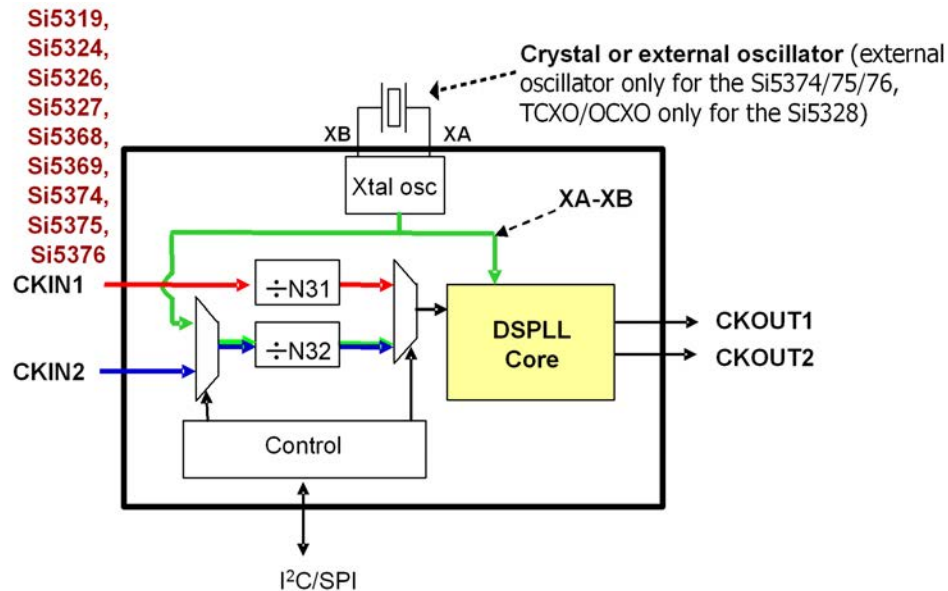 Si5319,
Si5324,
Si5326,
Si5327,
Si5368,
Si5369,
Si5374,
Si5375,
Si5376
Crystal or external oscillator (external
oscillator only for the Si5374/75/76,
TCXO/OCXO only for the Si5328)
XB
XA
Xtal osc
XA-XB
CKIN1
÷N31
DSPLL
Core
CKOUT1
CKOUT2
÷N32
CKIN2
Control
I²C/SPI